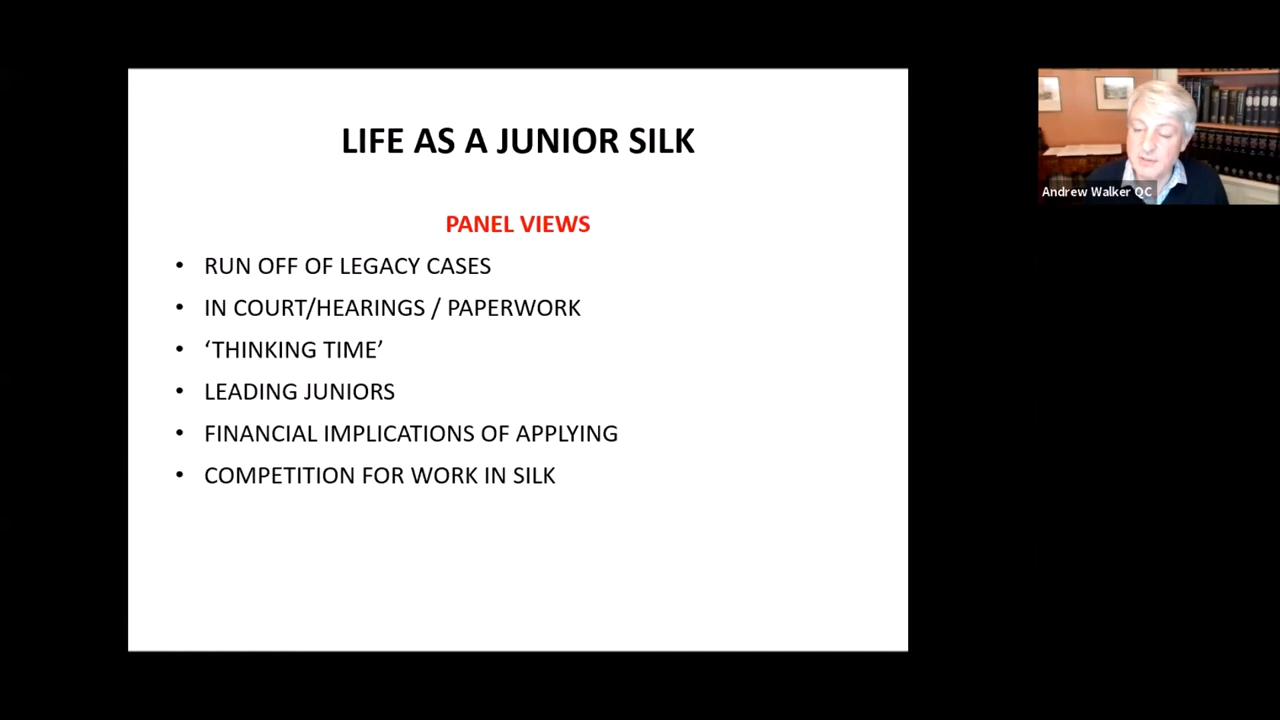 LIFE AS A JUNIOR SILK
PANEL VIEWS
• RUN OFF OF LEGACY CASES
• IN COURT/HEARINGS / PAPERWORK
• ‘THINKING TIME’
• LEADING JUNIORS
• FINANCIAL IMPLICATIONS OF APPLYING
• COMPETITION FOR WORK IN SILK
Andrew Walker QC